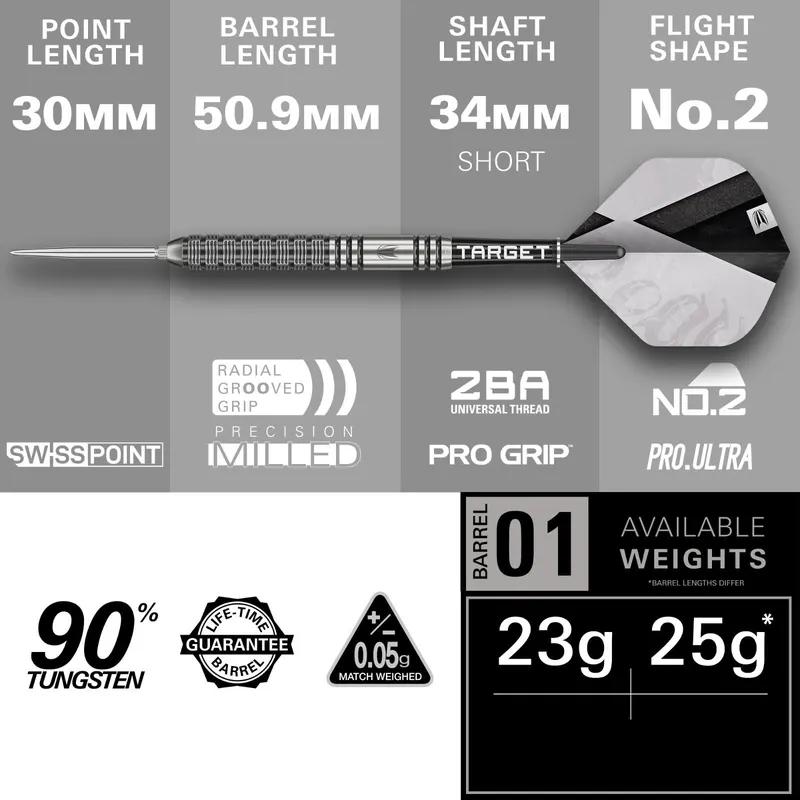 POINT
LENGTH
30MM
BARREL
LENGTH
50.9MM
SHAFT
LENGTH
34MM
SHORT
FLIGHT
SHAPE
No.2
TARGET
SW-SSPOINT
RADIAL
GROOVED
GRIP
PRECISION
MILLED
2BA
UNIVERSAL THREAD
PRO GRIP™
NO.2
PRO.ULTRA
90%
TUNGSTEN
LIFE-TIME
GUARANTEE
BARREL
+/-
0.05g
MATCH WEIGHED
BARREL
01
AVAILABLE
WEIGHTS
*BARREL LENGTHS DIFFER
23g
25g*